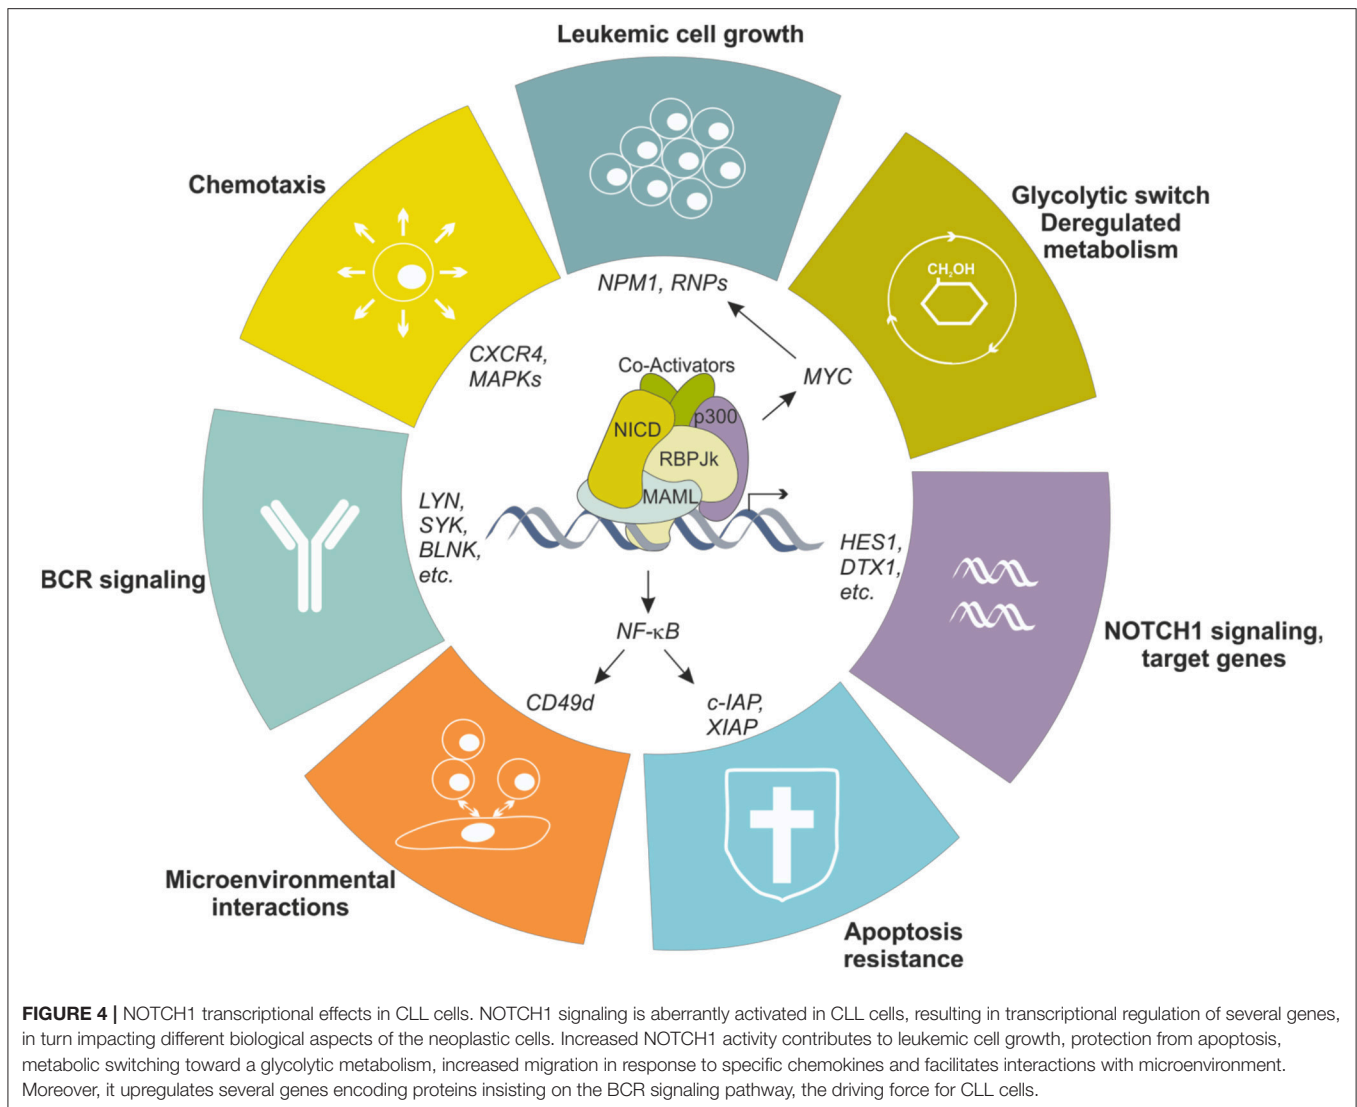 Leukemic cell growth
Chemotaxis
Glycolytic switch
Deregulated
metabolism
CH2OH
NPM1, RNPs
CXCR4,
MAPKs
Co-Activators
MYC
p300
NICD
RBPJk
MAML
LYN,
SYK,
BLNK,
etc.
HES1,
DTX1,
etc.
BCR signaling
NOTCH1 signaling,
target genes
NF-κB
CD49d
c-IAP,
XIAP
Microenvironmental
interactions
Apoptosis
resistance
FIGURE 4 | NOTCH1 transcriptional effects in CLL cells. NOTCH1 signaling is aberrantly activated in CLL cells, resulting in transcriptional regulation of several genes,
in turn impacting different biological aspects of the neoplastic cells. Increased NOTCH1 activity contributes to leukemic cell growth, protection from apoptosis,
metabolic switching toward a glycolytic metabolism, increased migration in response to specific chemokines and facilitates interactions with microenvironment.
Moreover, it upregulates several genes encoding proteins insisting on the BCR signaling pathway, the driving force for CLL cells.